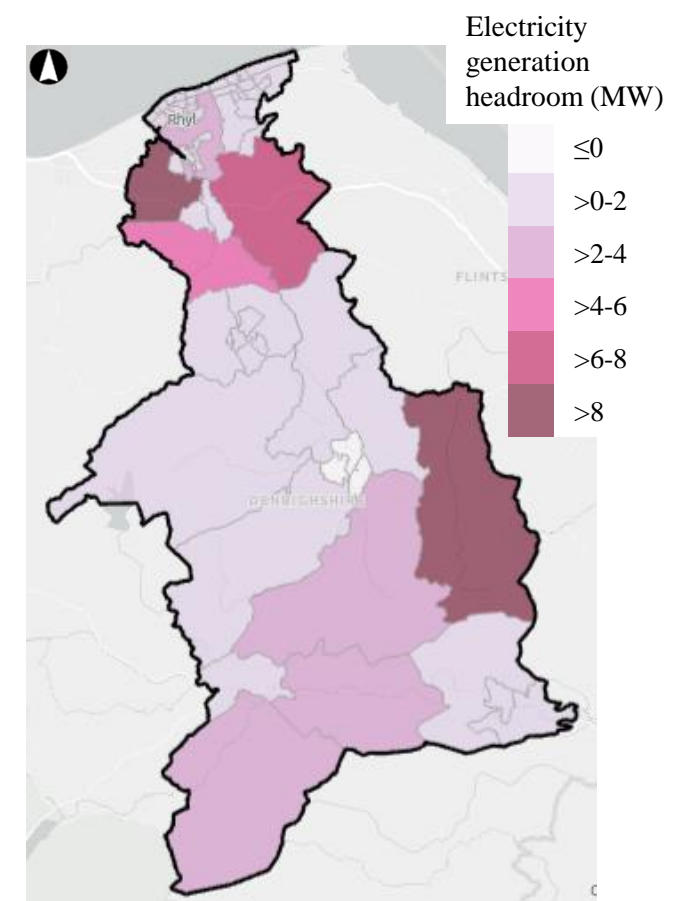 Electricity
generation
headroom (MW)
≤0
>0-2
>2-4
>4-6
>6-8
>8
Rhyl
FLINTS
DENBIGHSHIRE